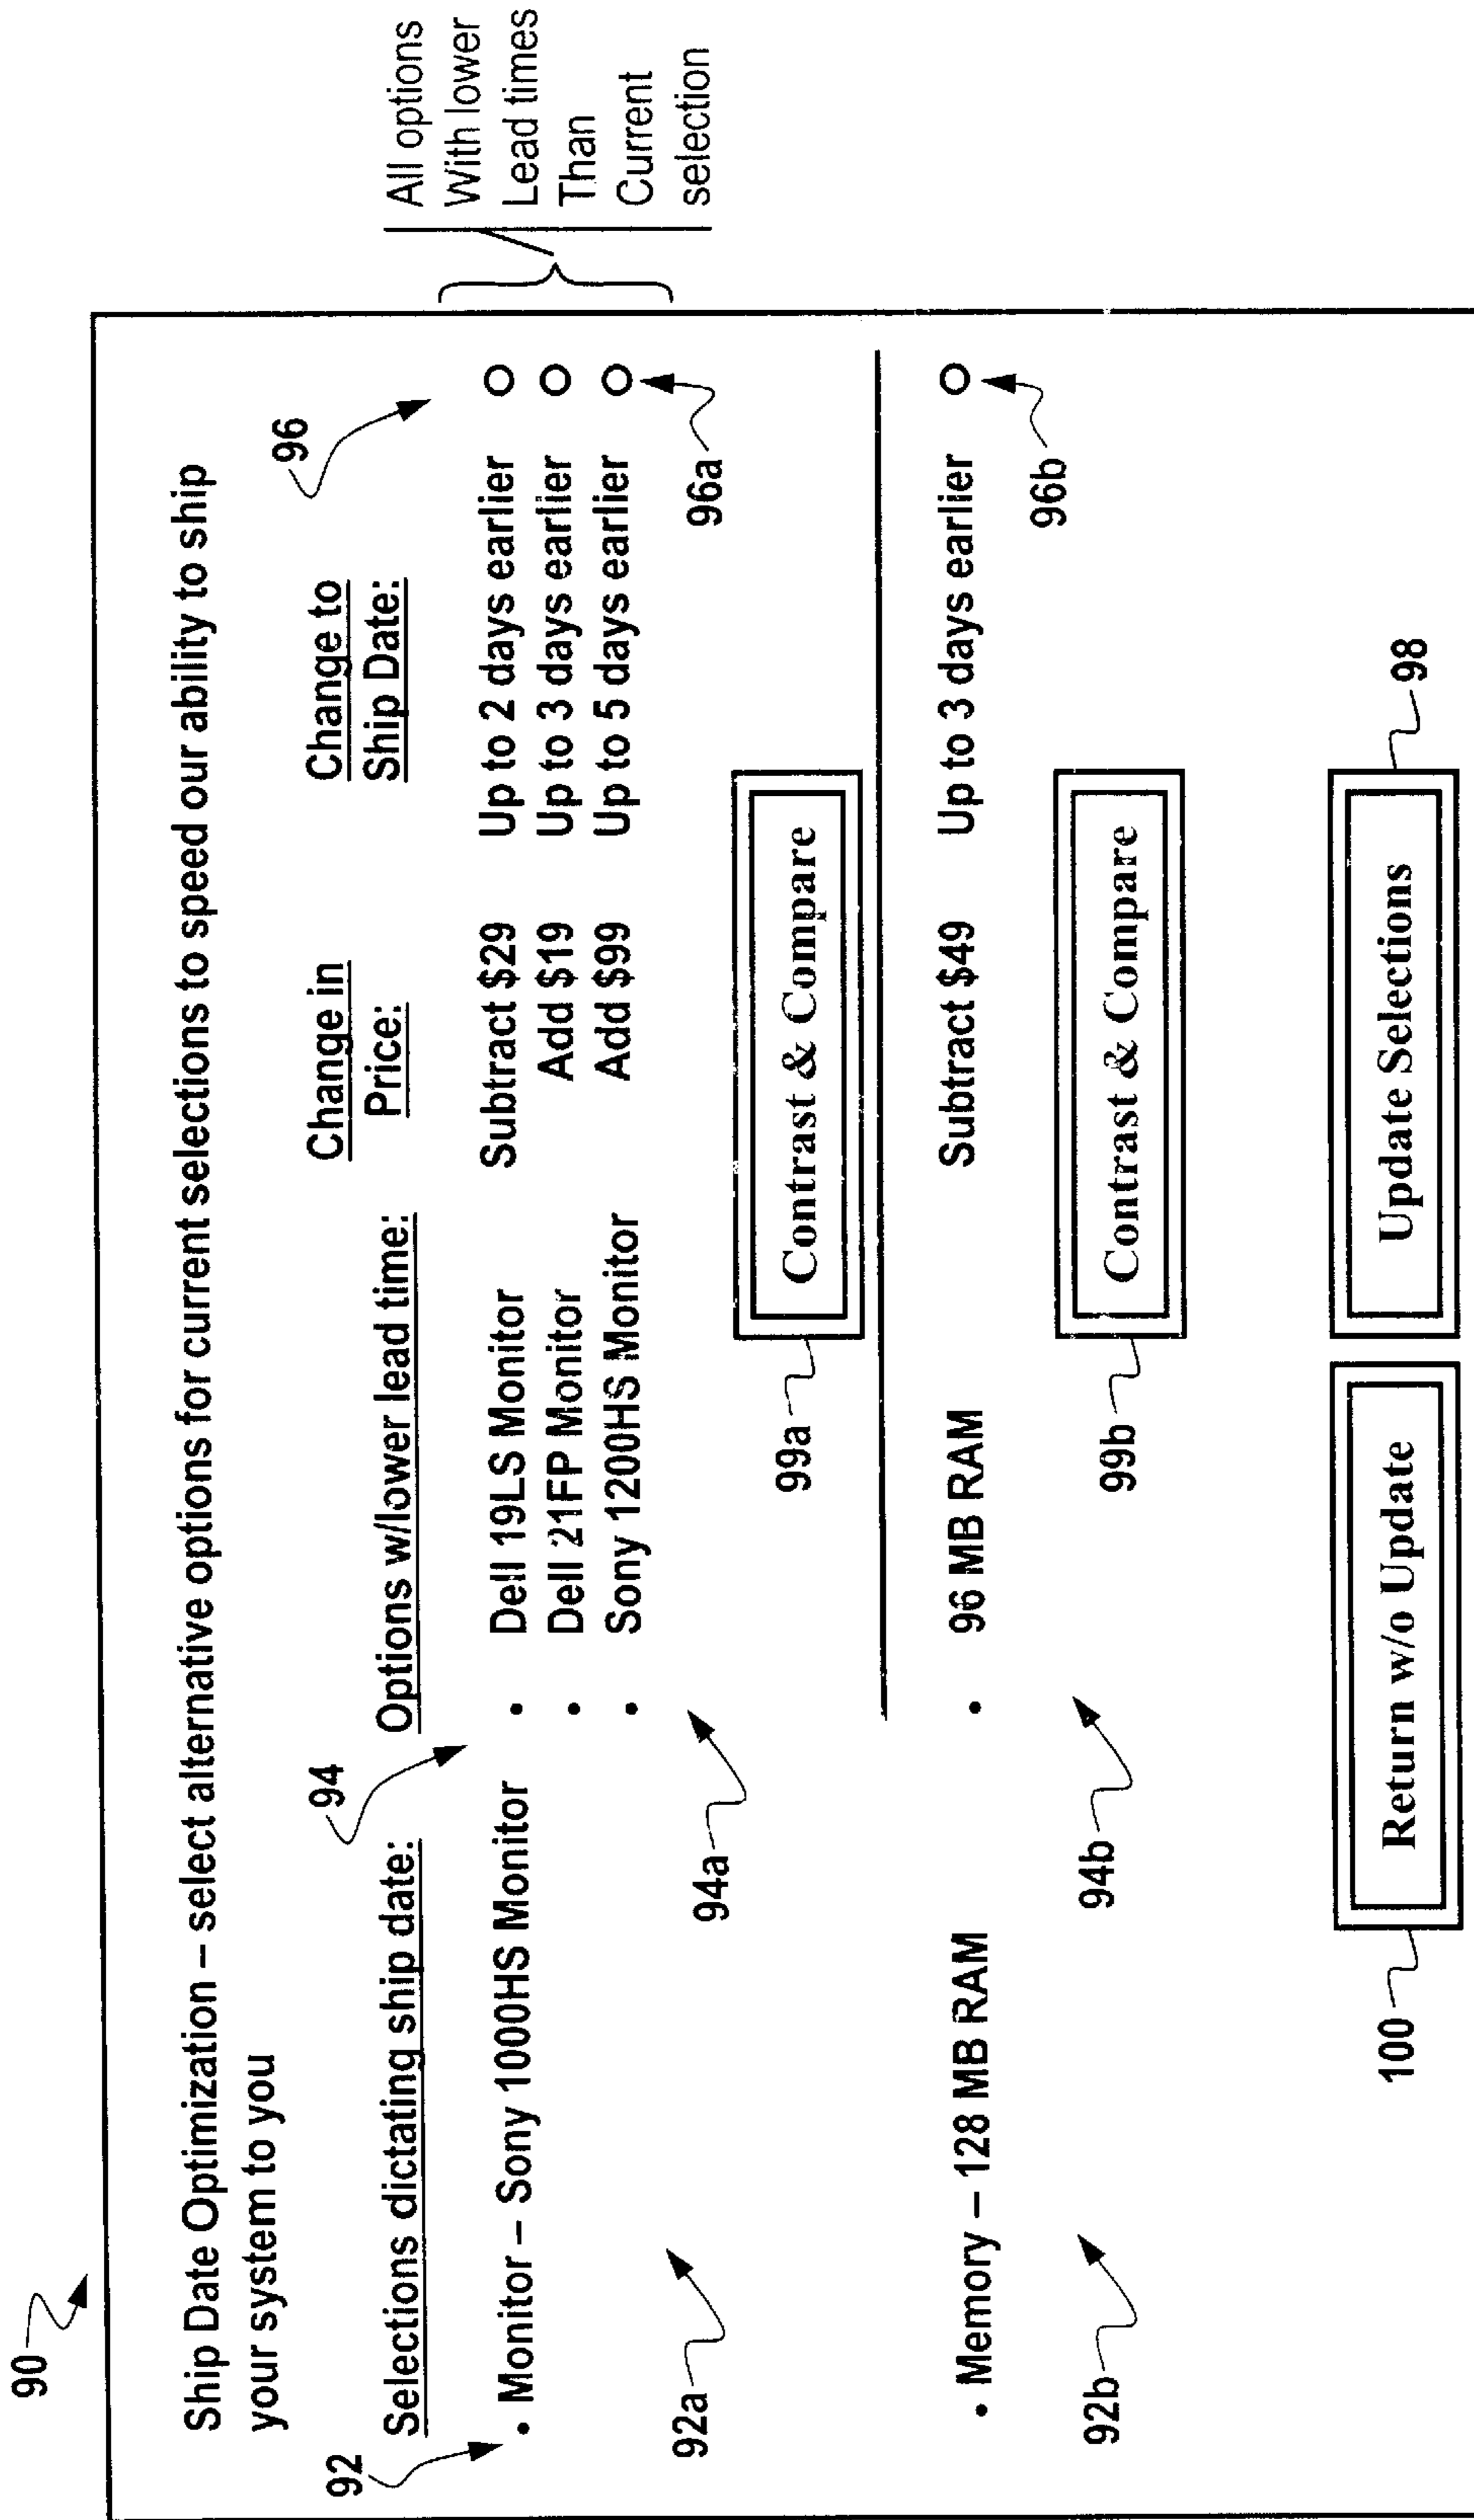 90
Ship Date Optimization – select alternative options for current selections to speed our ability to ship
your system to you
92
Selections dictating ship date:
94
Options w/lower lead time:
Change in
Price:
Change to
Ship Date:
96
• Monitor – Sony 1000HS Monitor
• Dell 19LS Monitor Subtract $29 Up to 2 days earlier
• Dell 21FP Monitor Add $19 Up to 3 days earlier
• Sony 1200HS Monitor Add $99 Up to 5 days earlier
All options
With lower
Lead times
Than
Current
selection
92a
94a
99a
Contrast & Compare
96a
• Memory – 128 MB RAM • 96 MB RAM Subtract $49 Up to 3 days earlier
92b
94b
99b
Contrast & Compare
96b
100
Return w/o Update
Update Selections
98